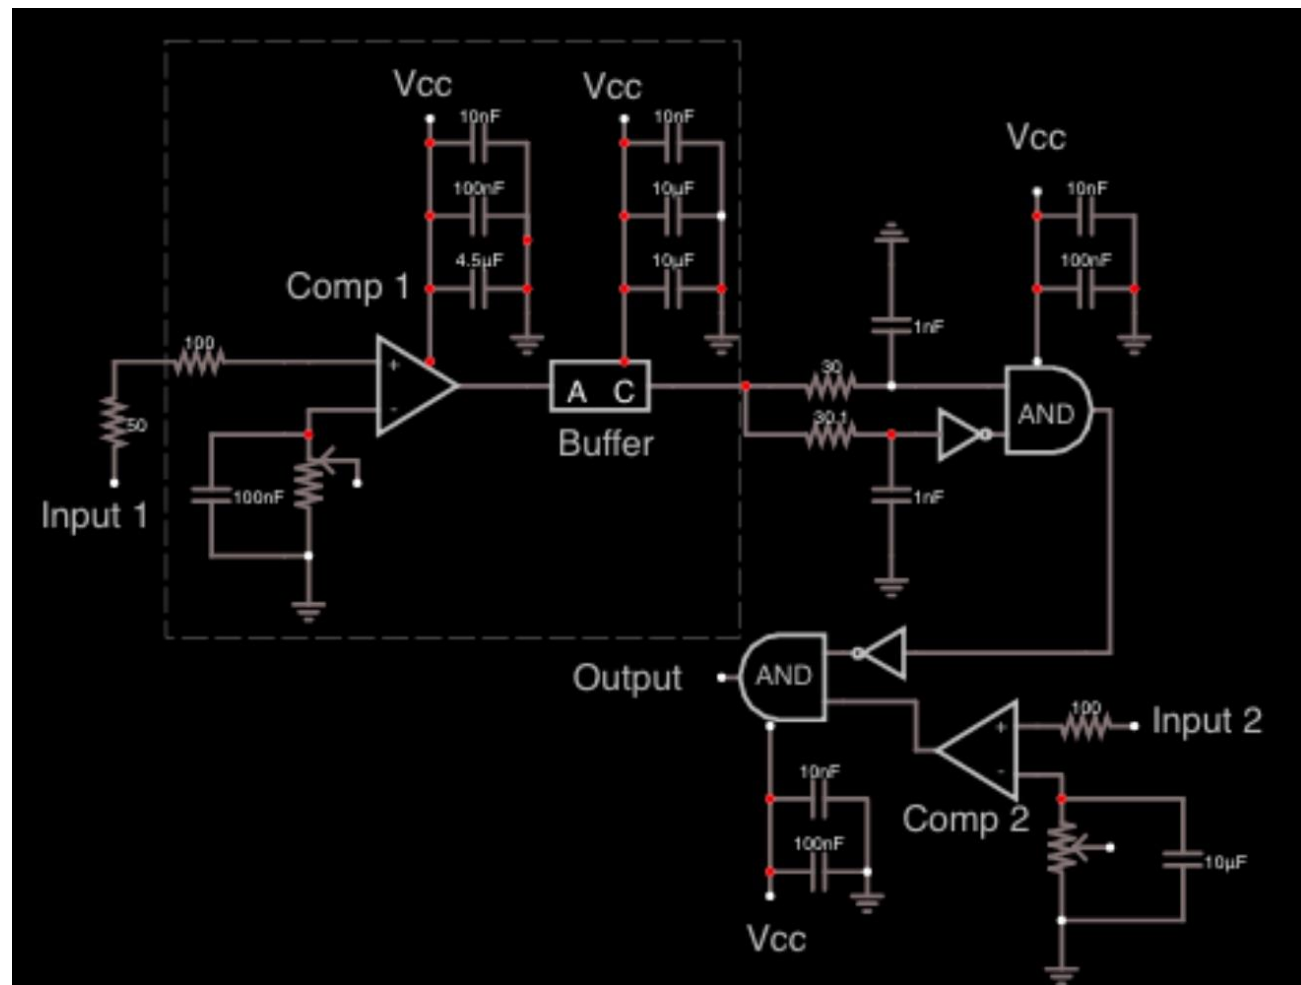 Vcc
10nF
100nF
4.5µF
Vcc
10nF
10µF
10µF
Vcc
10nF
100nF
Comp 1
100
+
-
50
Input 1
100nF
A C
Buffer
30
1nF
30.1
1nF
AND
Output
AND
100
Input 2
+
-
Comp 2
10µF
10nF
100nF
Vcc